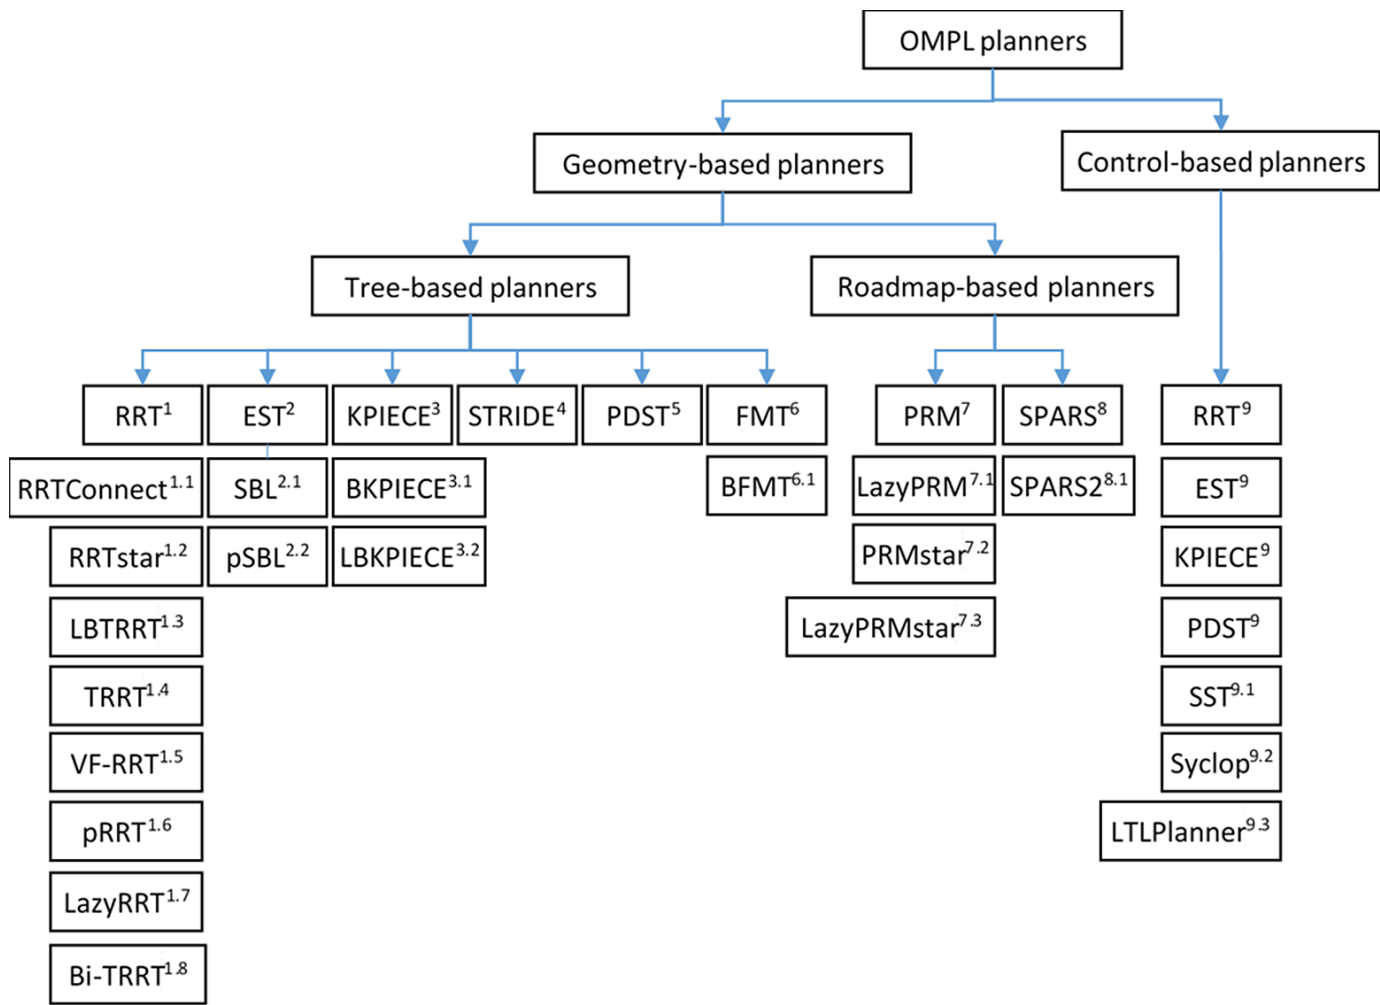 OMPL planners
Geometry-based planners
Control-based planners
Tree-based planners
Roadmap-based planners
RRT¹
EST²
KPIECE³
STRIDE⁴
PDST⁵
FMT⁶
PRM⁷
SPARS⁸
RRT⁹
RRTConnect¹·¹
SBL²·¹
BKPIECE³·¹
BFMT⁶·¹
LazyPRM⁷·¹
SPARS2⁸·¹
EST⁹
RRTstar¹·²
pSBL²·²
LBKPIECE³·²
PRMstar⁷·²
KPIECE⁹
LBTRRT¹·³
LazyPRMstar⁷·³
PDST⁹
TRRT¹·⁴
SST⁹·¹
VF-RRT¹·⁵
Syclop⁹·²
pRRT¹·⁶
LTLPlanner⁹·³
LazyRRT¹·⁷
Bi-TRRT¹·⁸